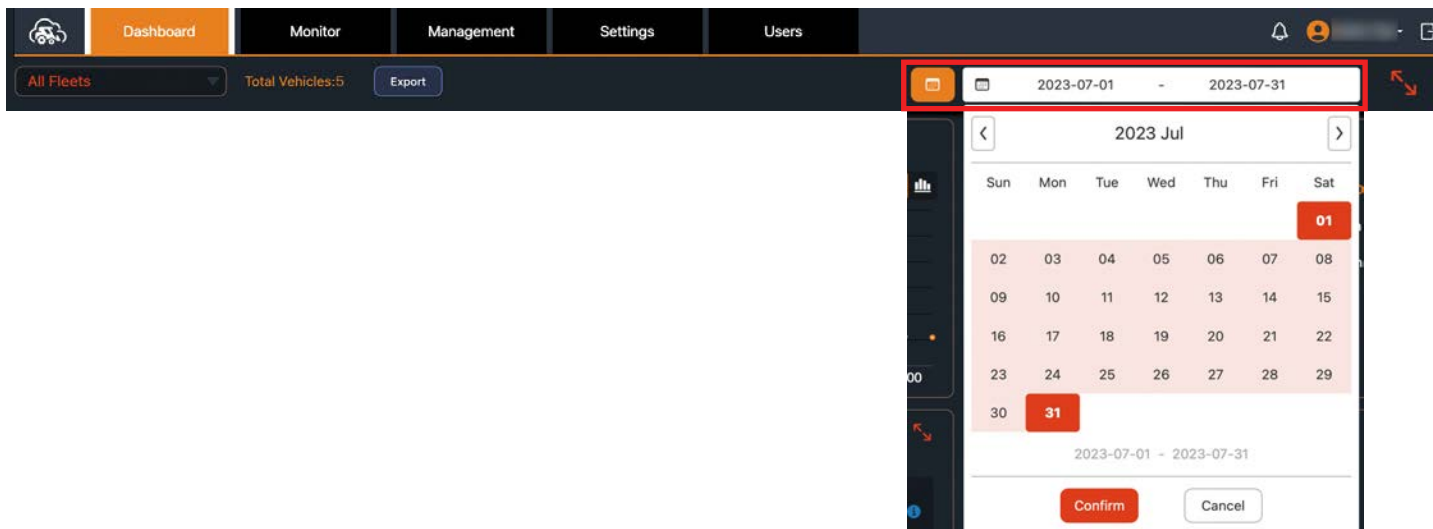 Dashboard Monitor Management Settings Users
All Fleets Total Vehicles:5 Export 2023-07-01 - 2023-07-31
2023 Jul
Sun Mon Tue Wed Thu Fri Sat
01
02 03 04 05 06 07 08
09 10 11 12 13 14 15
16 17 18 19 20 21 22
00 23 24 25 26 27 28 29
30 31
2023-07-01 - 2023-07-31
Confirm Cancel